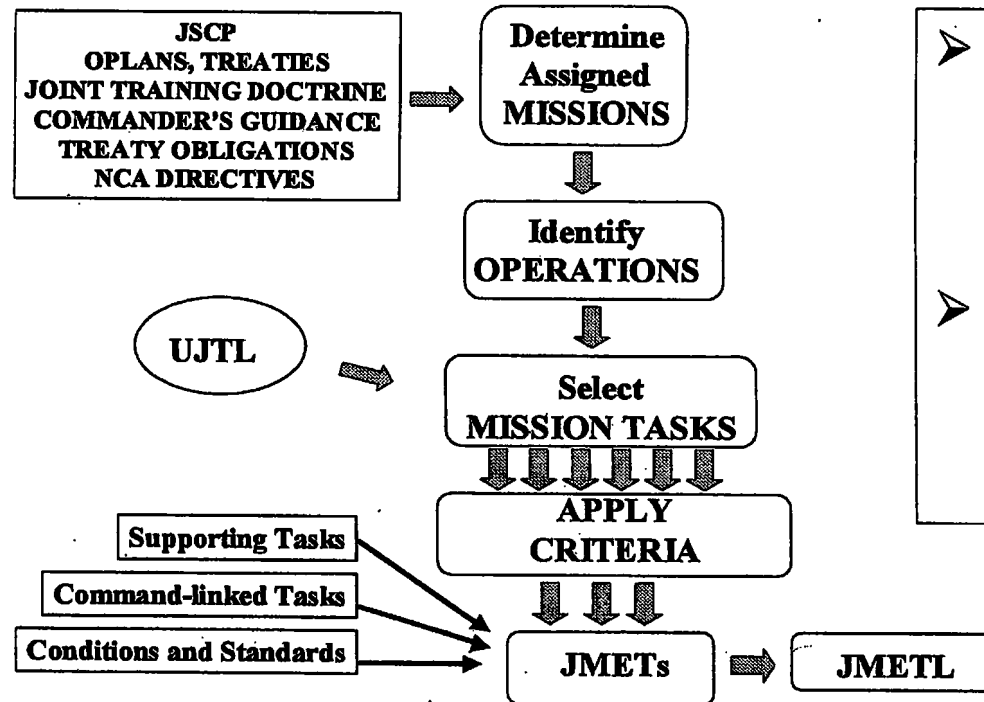 JSCP
OPLANS, TREATIES
JOINT TRAINING DOCTRINE
COMMANDER'S GUIDANCE
TREATY OBLIGATIONS
NCA DIRECTIVES
Determine
Assigned
MISSIONS
Identify
OPERATIONS
UJTL
Select
MISSION TASKS
APPLY
CRITERIA
Supporting Tasks
Command-linked Tasks
Conditions and Standards
JMETs
JMETL